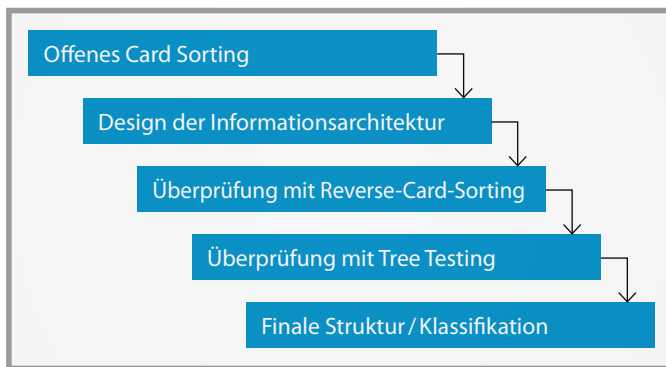 Offenes Card Sorting
Design der Informationsarchitektur
Überprüfung mit Reverse-Card-Sorting
Überprüfung mit Tree Testing
Finale Struktur / Klassifikation